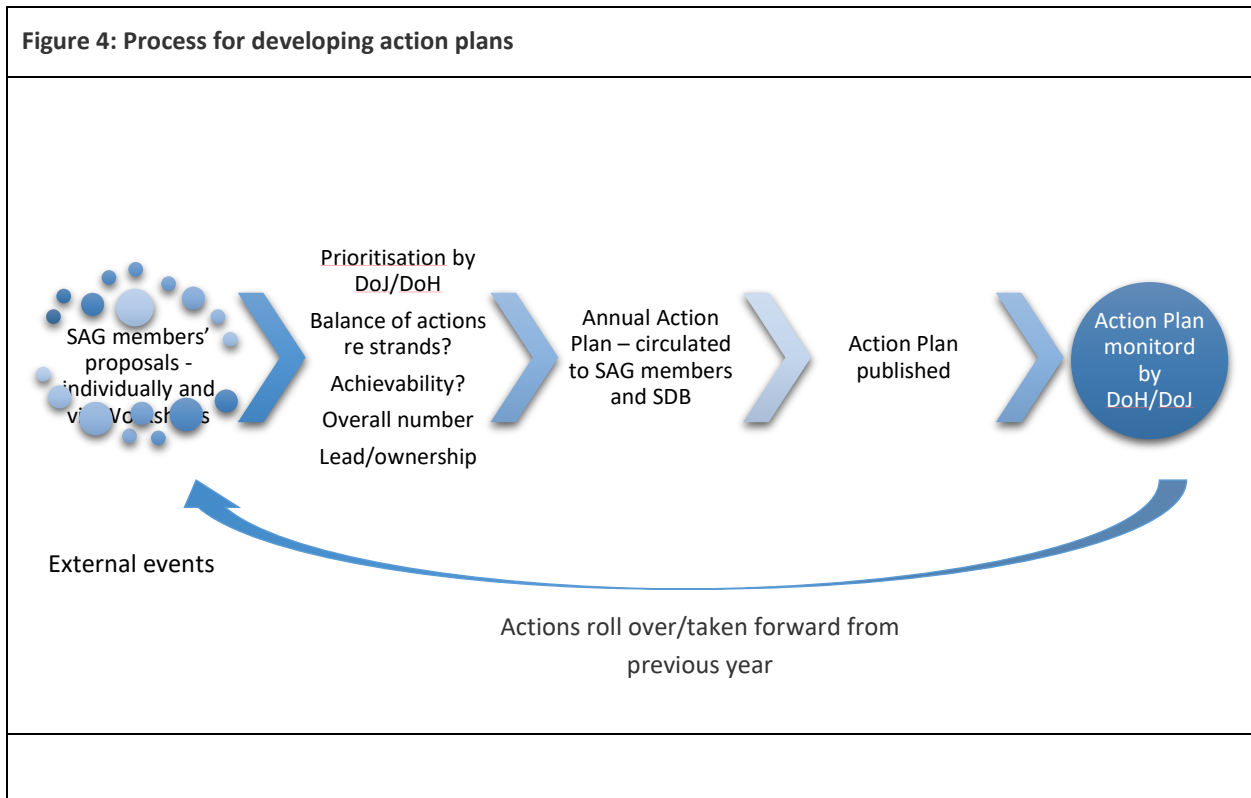 Figure 4: Process for developing action plans
SAG members’
proposals -
individually and
via Workshops
Prioritisation by
DoJ/DoH
Balance of actions
re strands?
Achievability?
Overall number
Lead/ownership
Annual Action
Plan – circulated
to SAG members
and SDB
Action Plan
published
Action Plan
monitord
by
DoH/DoJ
External events
Actions roll over/taken forward from
previous year